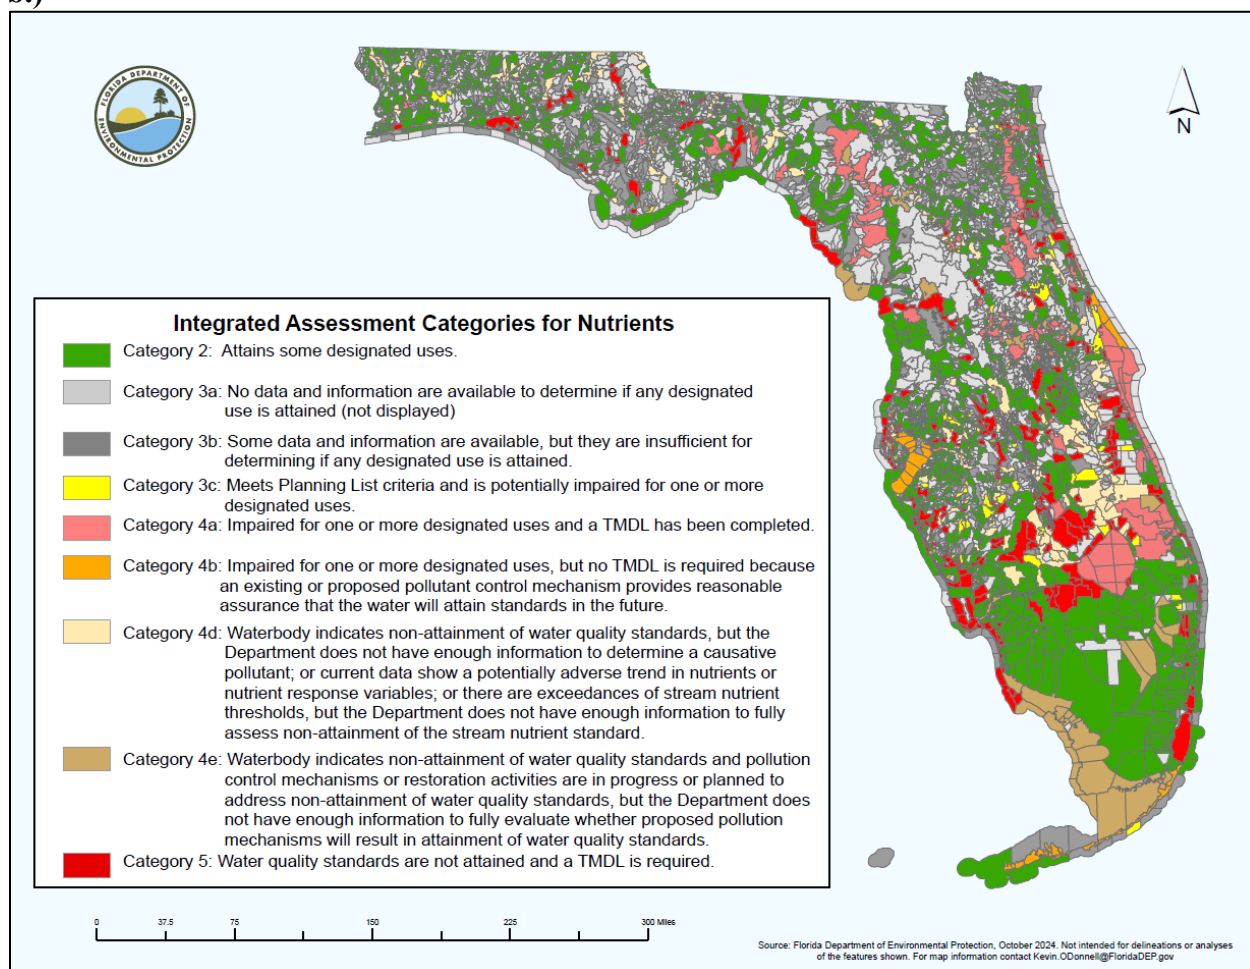 b.)
FLORIDA DEPARTMENT OF
ENVIRONMENTAL PROTECTION
N
Integrated Assessment Categories for Nutrients
Category 2: Attains some designated uses.
Category 3a: No data and information are available to determine if any designated
use is attained (not displayed)
Category 3b: Some data and information are available, but they are insufficient for
determining if any designated use is attained.
Category 3c: Meets Planning List criteria ad is potentially impaired for one or more
designated uses.
Category 4a: Impaired for one or more designated uses and a TMDL has been completed.
Category 4b: Impaired for one or more designated uses, but no TMDL is required because
an existing or proposed pollutant control mechanism provides reasonable
assurance that the water will attain standards in the future.
Category 4d: Waterbody indicates non-attainment of water quality standards, but the
Department does not have enough information to determine a causative
pollutant; or current data show a potentially adverse trend in nutrients or
nutrient response variables; or there are exceedances of stream nutrient
thresholds, but the Department does not have enough information to fully
assess non-attainment of the stream nutrient standard.
Category 4e: Waterbody indicates non-attainment of water quality standards and pollution
control mechanisms or restoration activities are in progress or planned to
address non-attainment of water quality standards, but the Department does
not have enough information to fully evaluate whether proposed pollution
mechanisms will result in attainment of water quality standards.
Category 5: Water quality standards are not attained and a TMDL is required.
0 37.5 75 150 225 300 Miles
Source: Florida Department of Environmental Protection, October 2024. Not intended for delineations or analyses
of the features shown. For map information contact Kevin.ODonnell@FloridaDEP.gov